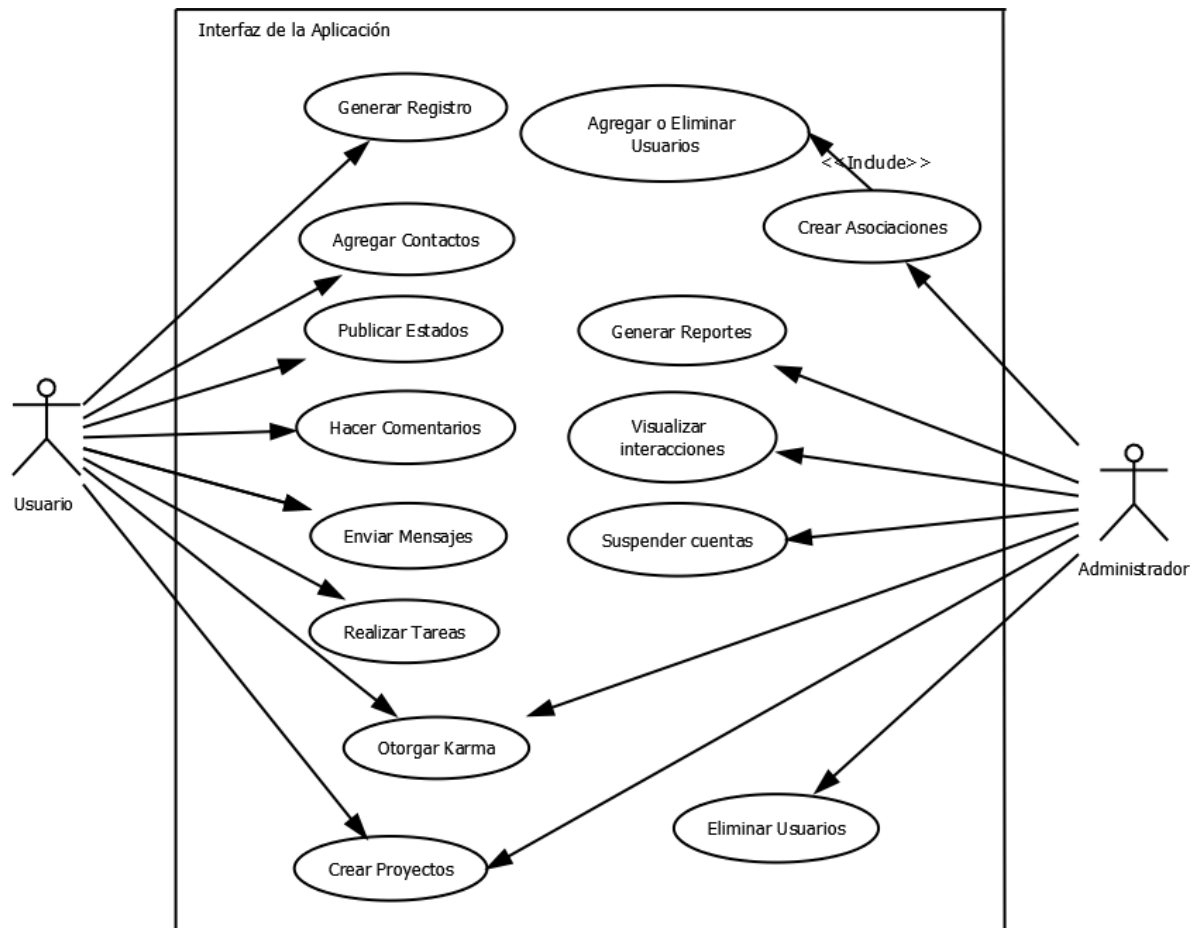 Interfaz de la Aplicación
Generar Registro
Agregar o Eliminar
Usuarios
<<Include>>
Crear Asociaciones
Agregar Contactos
Publicar Estados
Generar Reportes
Hacer Comentarios
Visualizar
interacciones
Usuario
Enviar Mensajes
Suspender cuentas
Administrador
Realizar Tareas
Otorgar Karma
Eliminar Usuarios
Crear Proyectos